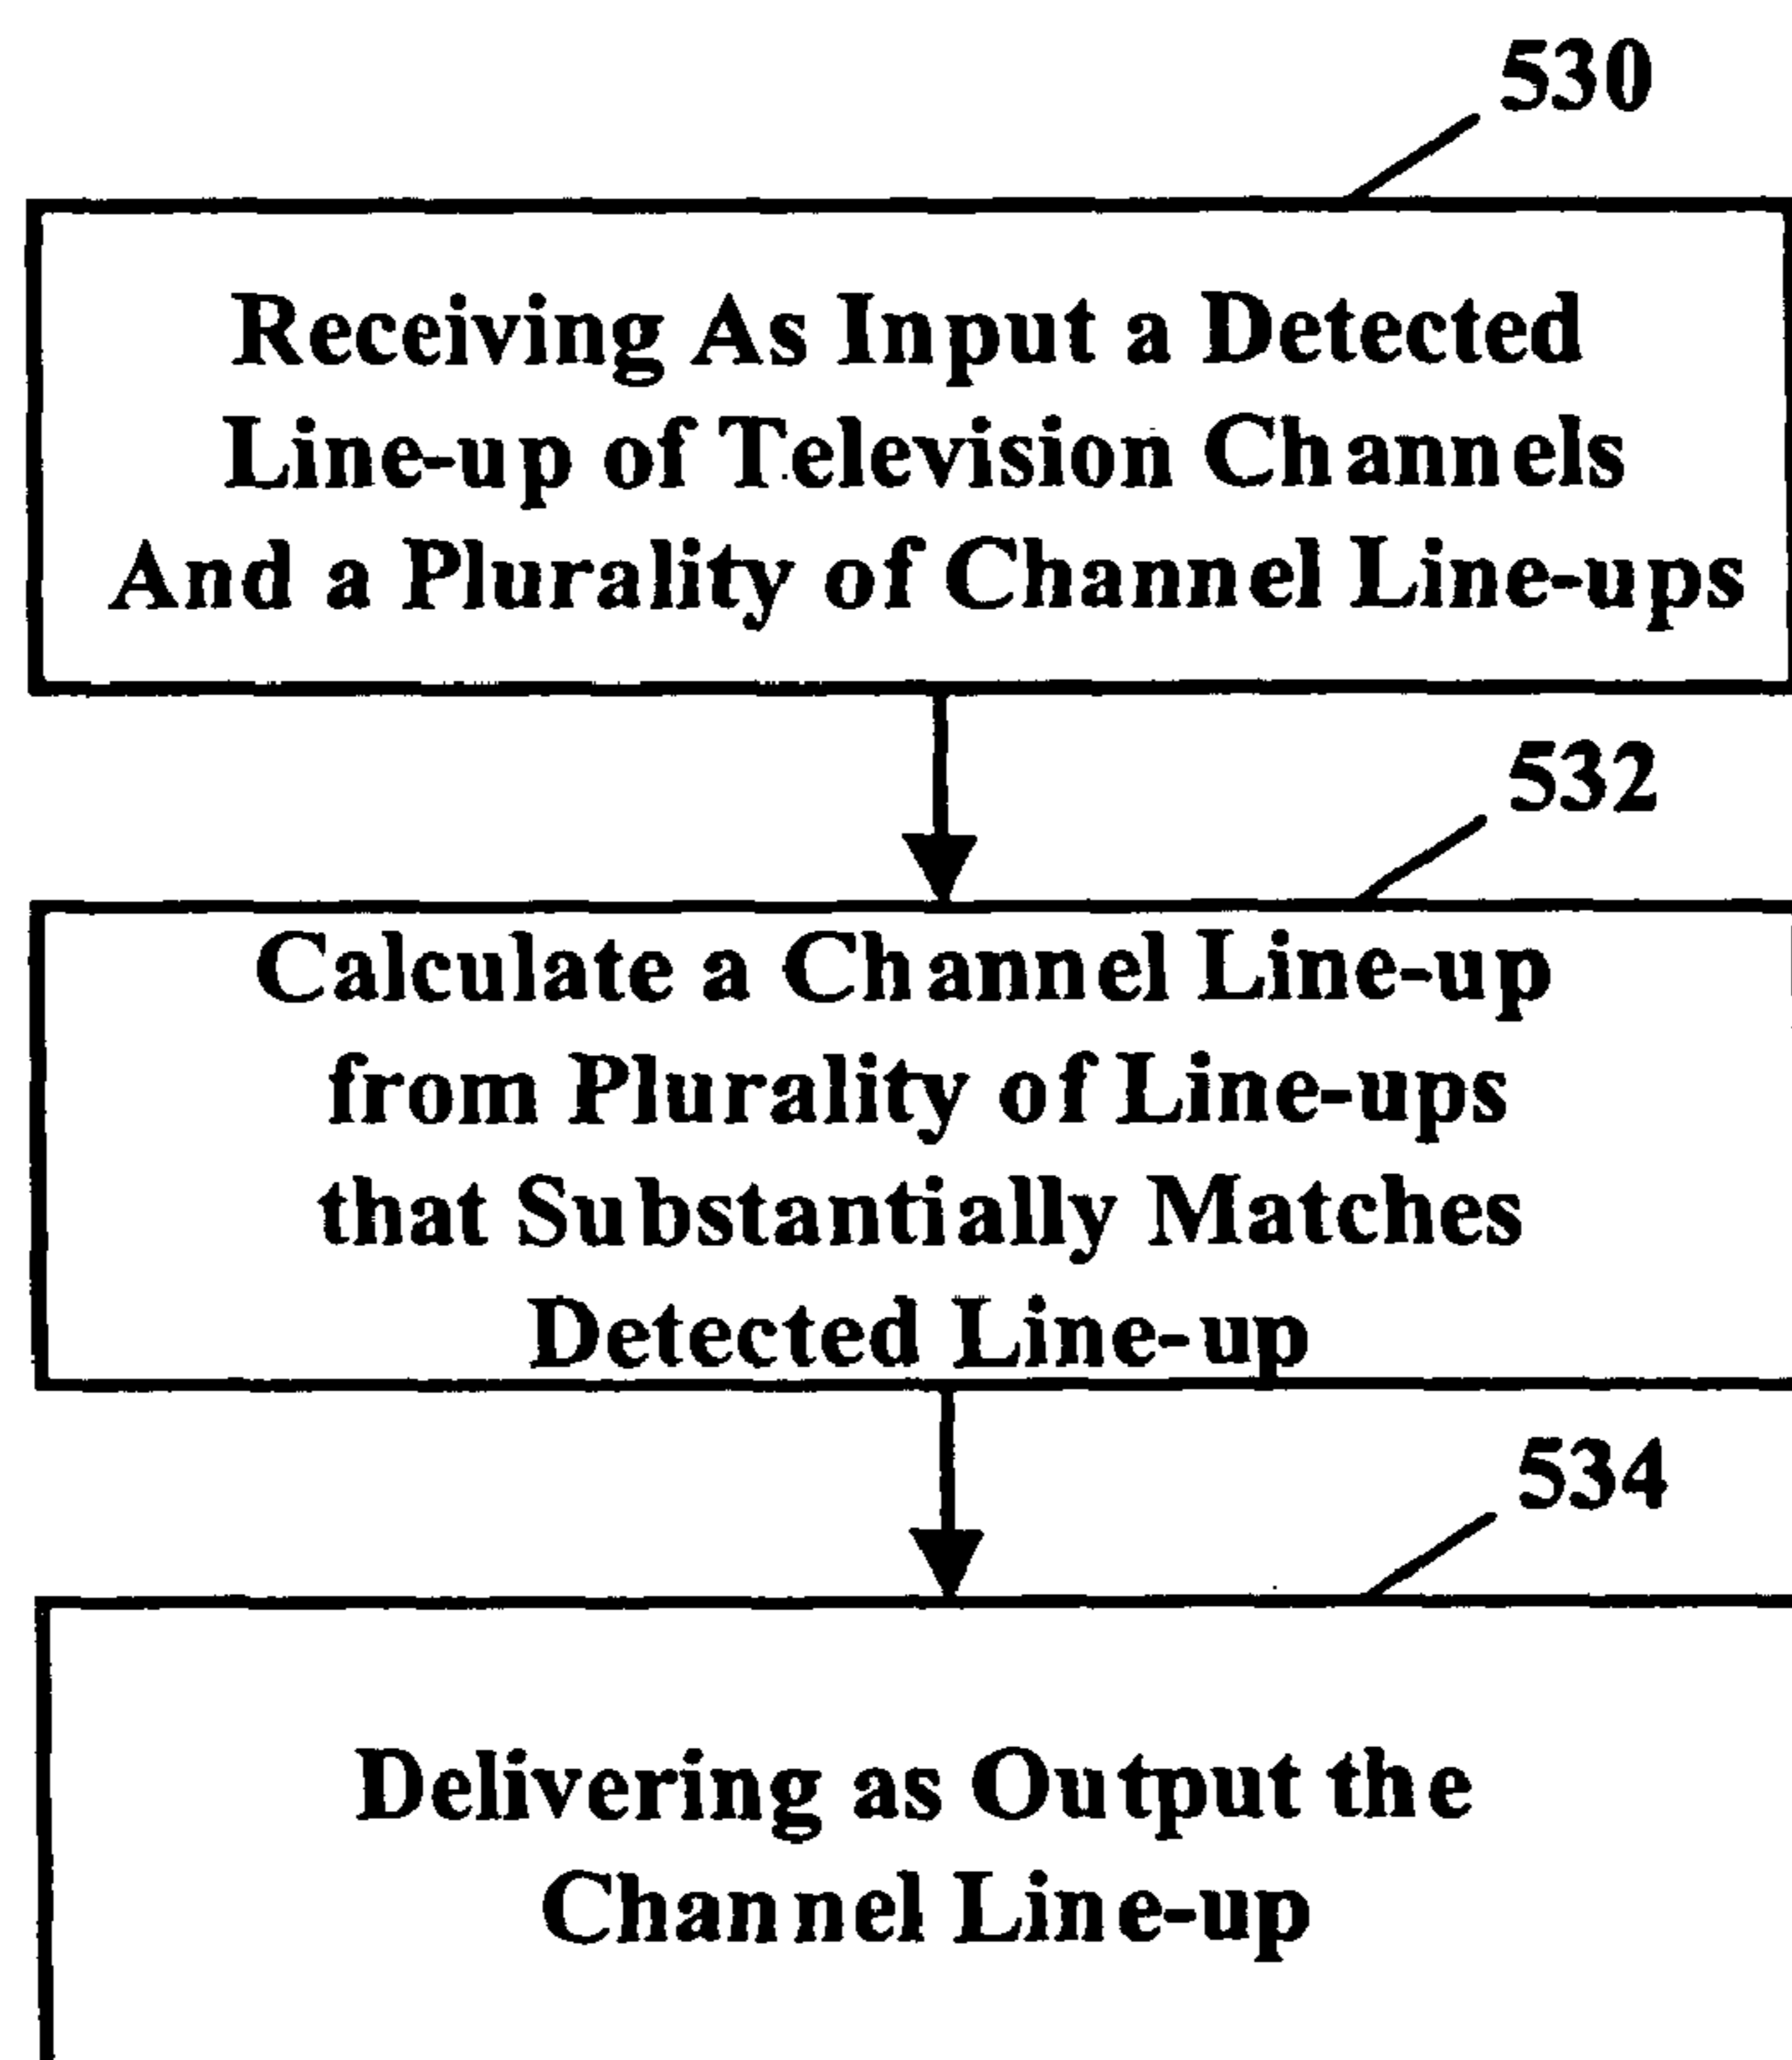 530
Receiving As Input a Detected
Line-up of Television Channels
And a Plurality of Channel Line-ups
532
Calculate a Channel Line-up
from Plurality of Line-ups
that Substantially Matches
Detected Line-up
534
Delivering as Output the
Channel Line-up